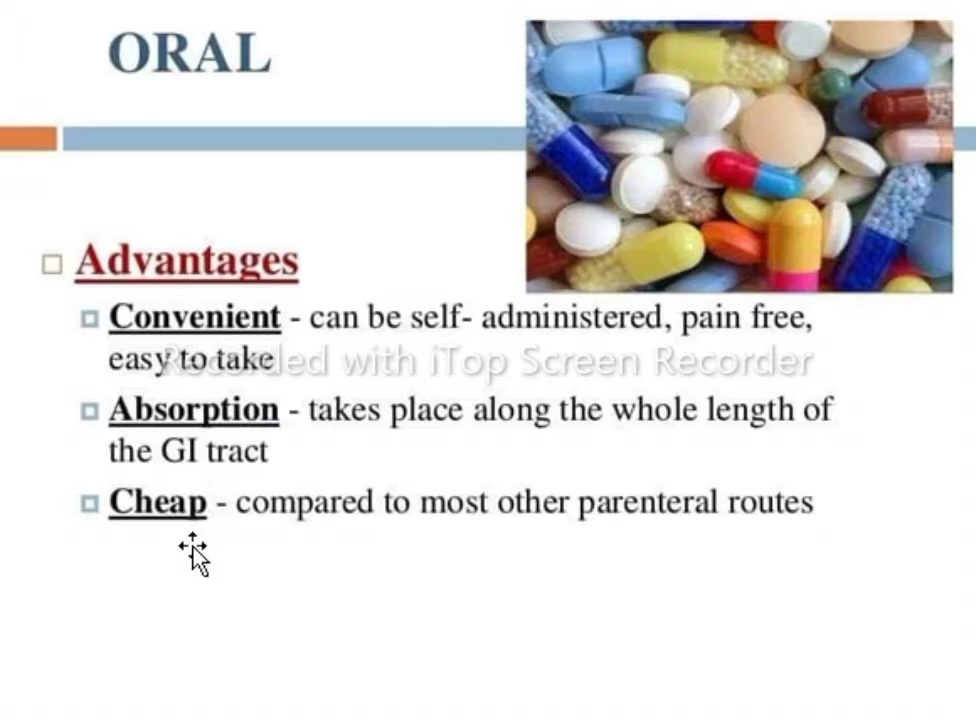 ORAL
Advantages
Convenient - can be self- administered, pain free,
easy to take
Recorded with iTop Screen Recorder
Absorption - takes place along the whole length of
the GI tract
Cheap - compared to most other parenteral routes